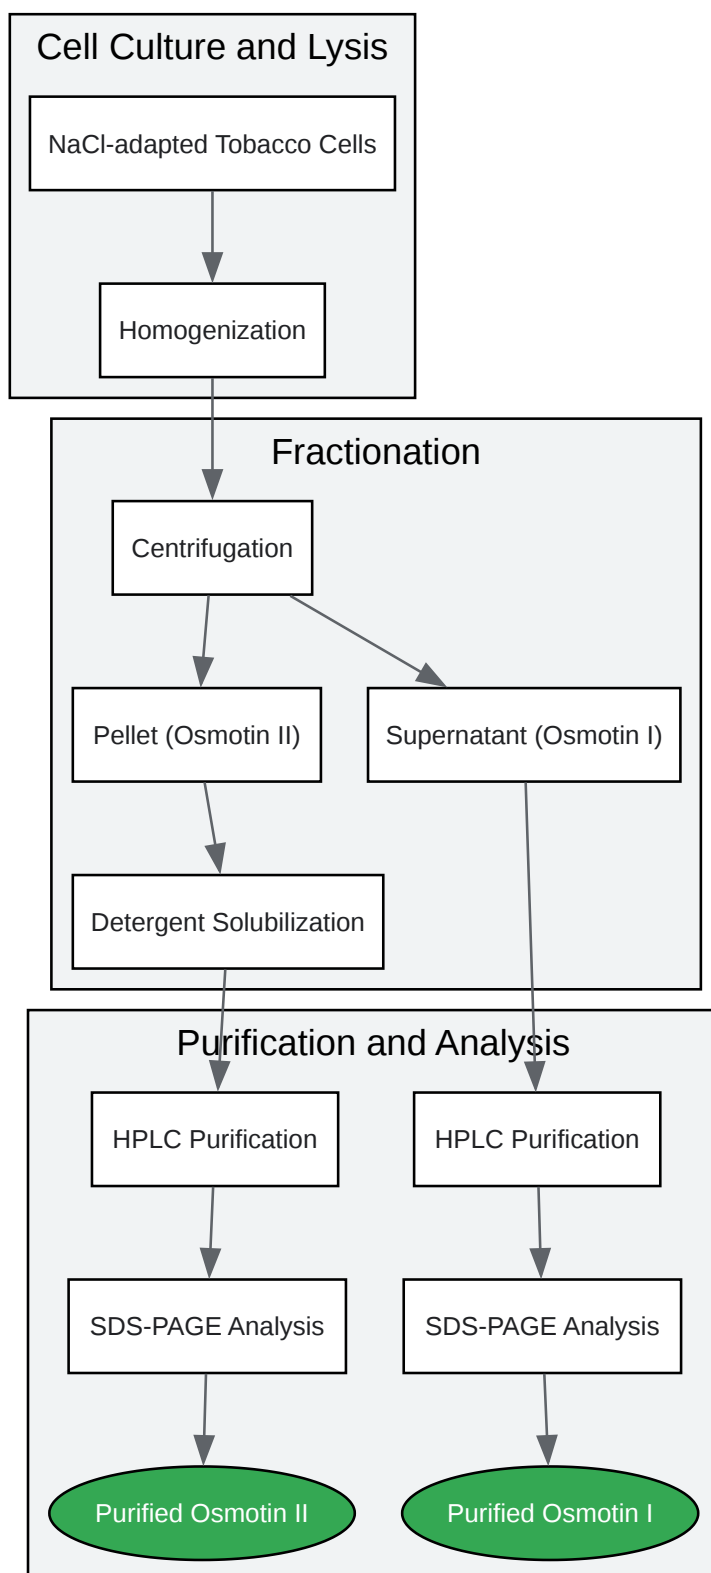 Cell Culture and Lysis
NaCl-adapted Tobacco Cells
Homogenization
Fractionation
Centrifugation
Pellet (Osmotin II)
Supernatant (Osmotin I)
Detergent Solubilization
Purification and Analysis
HPLC Purification
HPLC Purification
SDS-PAGE Analysis
SDS-PAGE Analysis
Purified Osmotin II
Purified Osmotin I